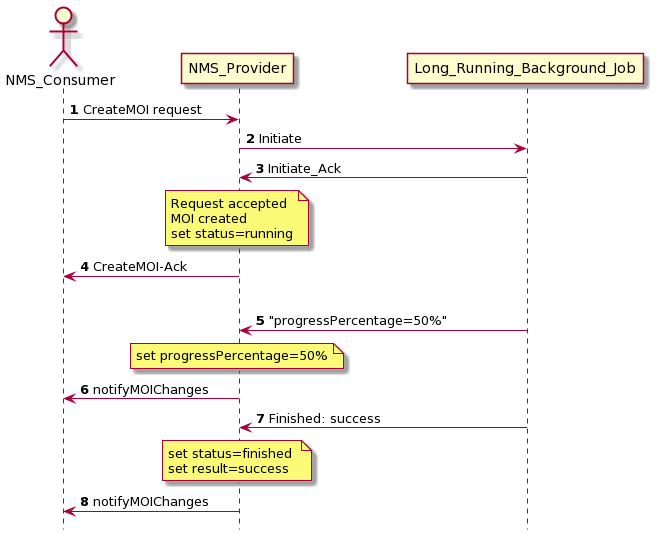 NMS_Consumer
NMS_Provider
Long_Running_Background_Job
1 CreateMOI request
2 Initiate
3 Initiate_Ack
Request accepted
MOI created
set status=running
4 CreateMOI-Ack
5 "progressPercentage=50%"
set progressPercentage=50%
6 notifyMOIChanges
7 Finished: success
set status=finished
set result=success
8 notifyMOIChanges